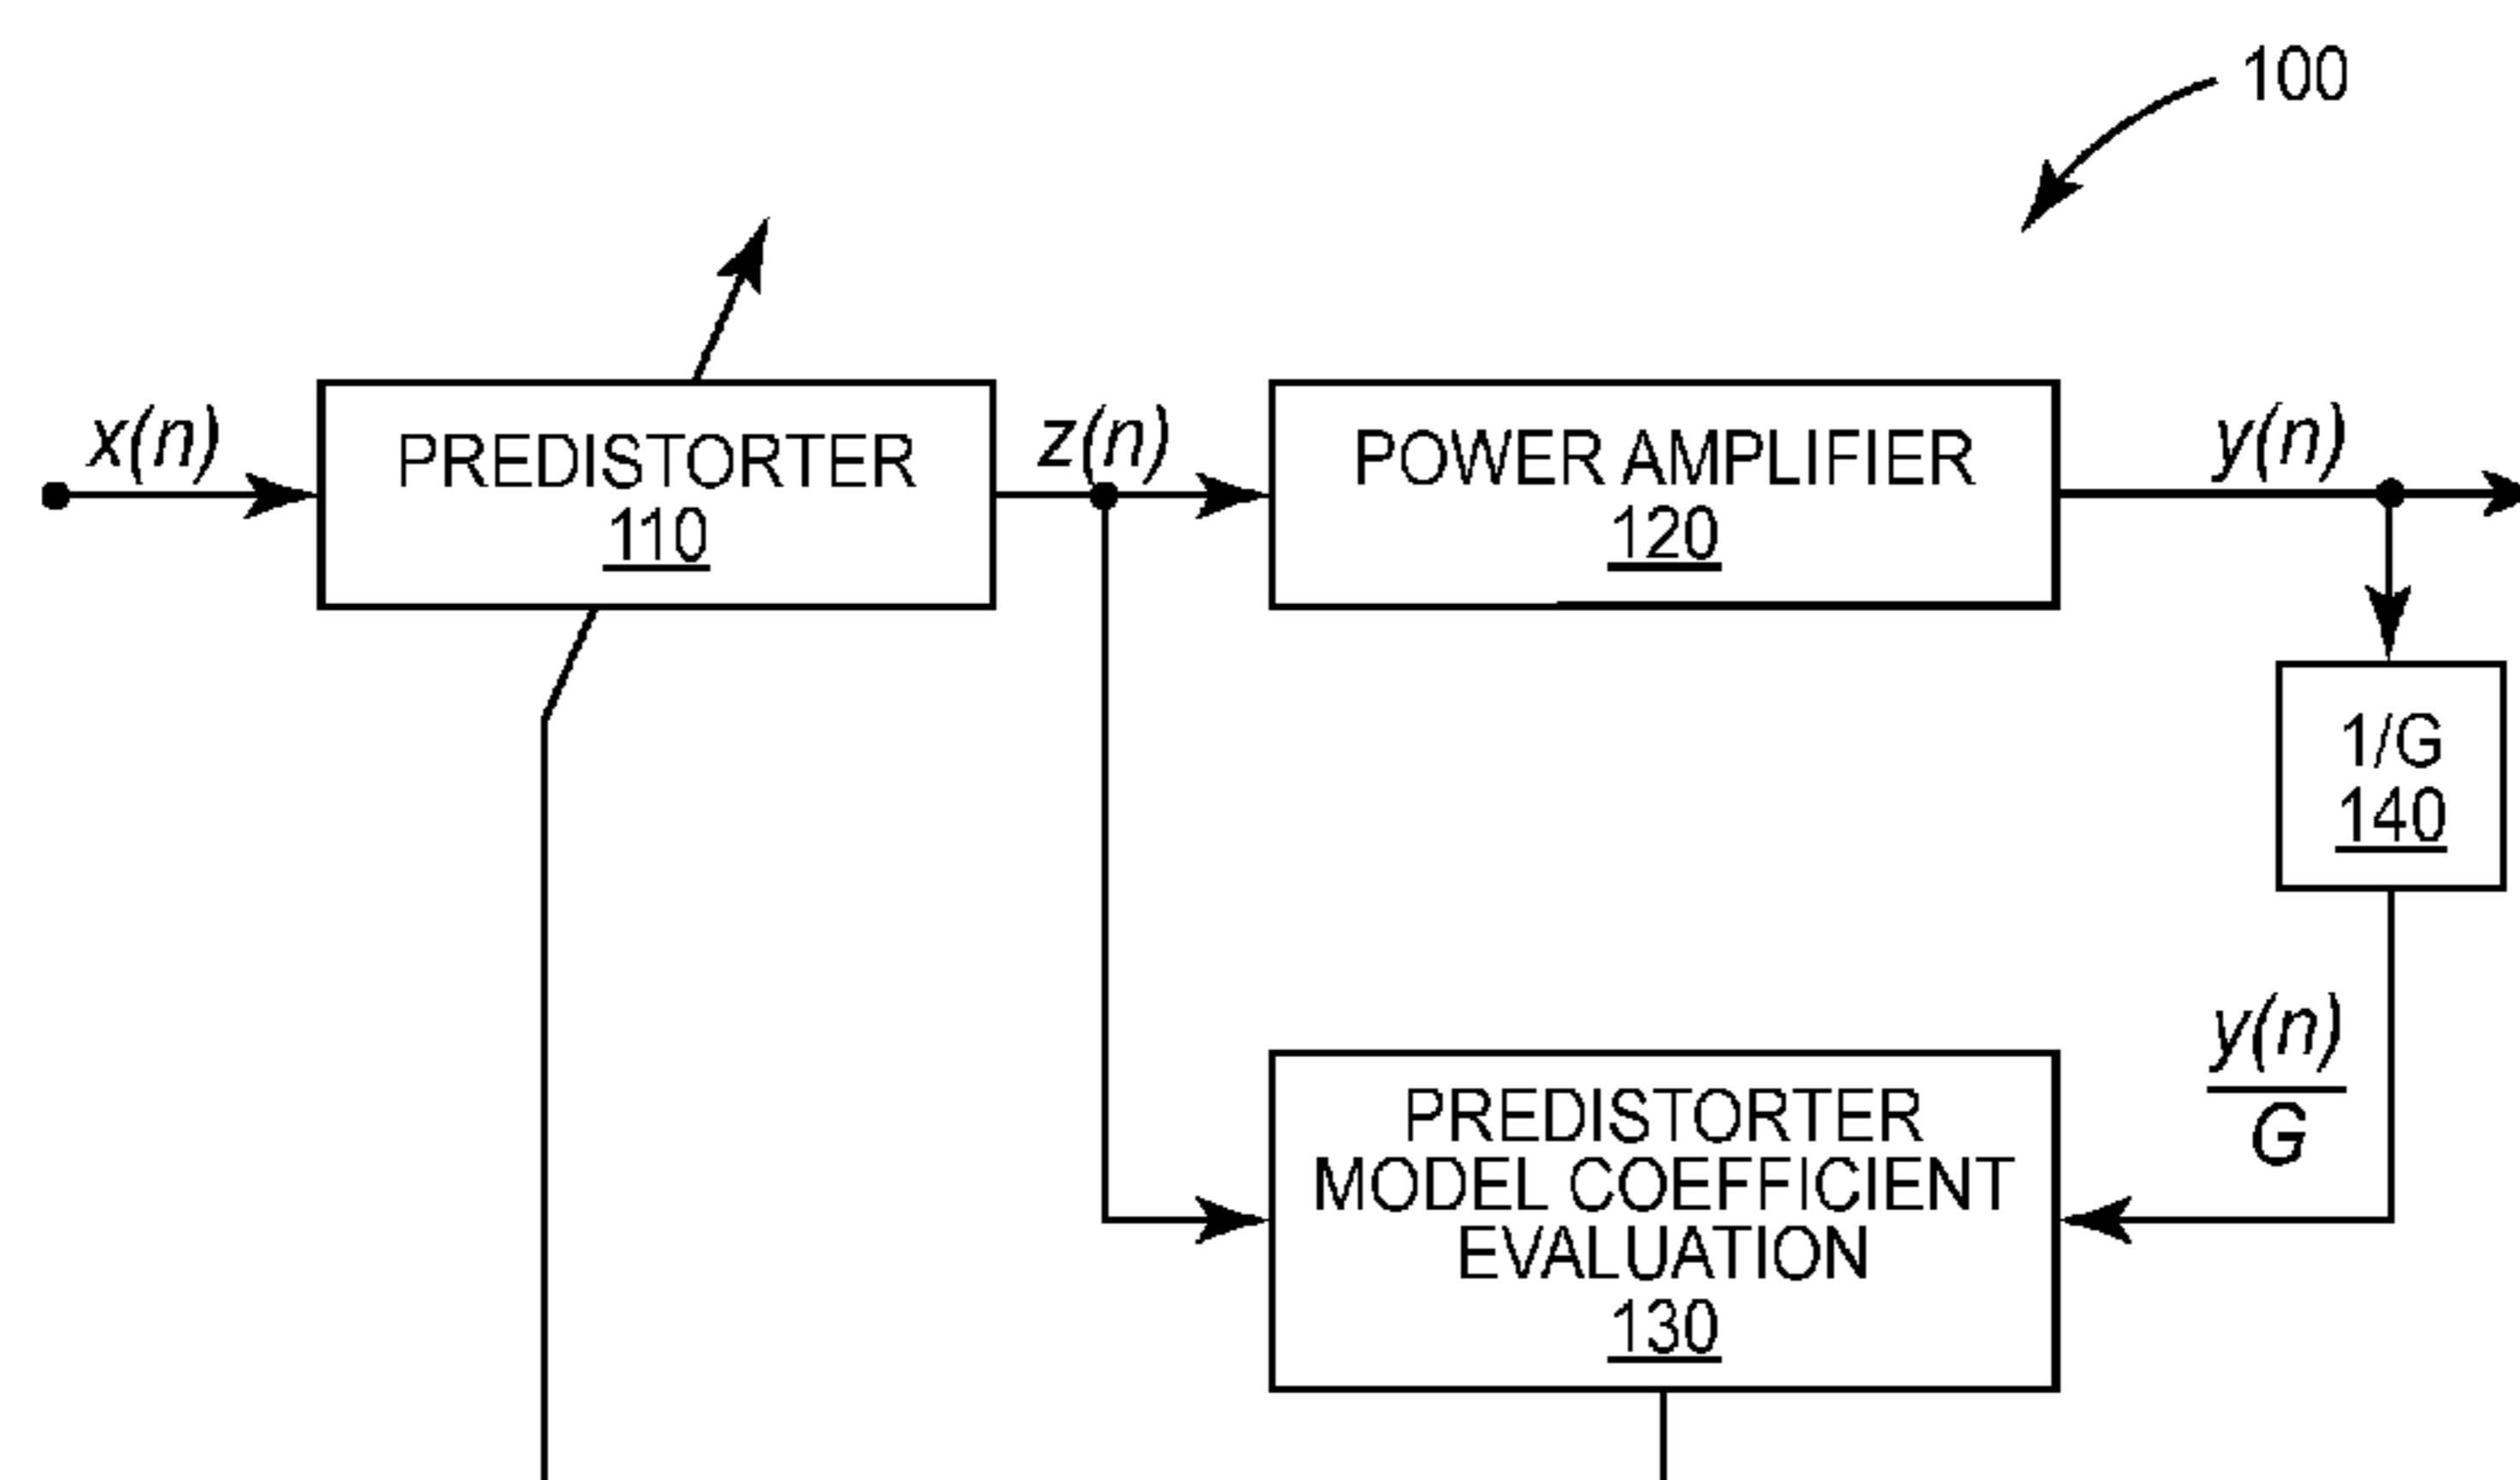 100
x(n)
PREDISTORTER
110
z(n)
POWER AMPLIFIER
120
y(n)
1/G
140
y(n)
G
PREDISTORTER
MODEL COEFFICIENT
EVALUATION
130